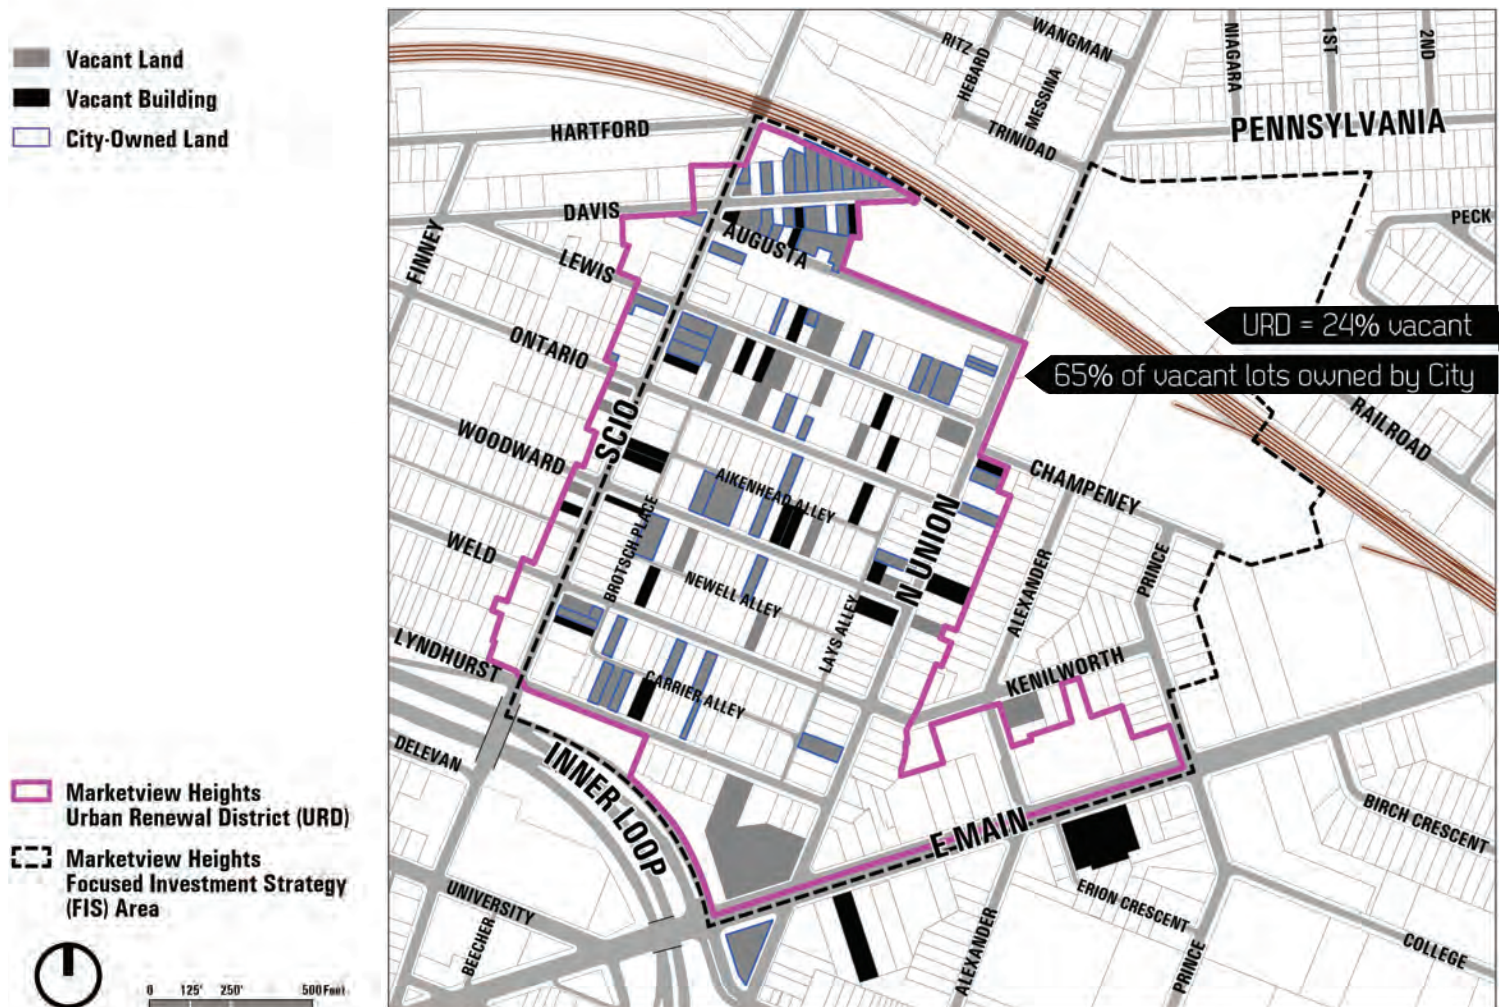 Vacant Land
Vacant Building
City-Owned Land
Marketview Heights
Urban Renewal District (URD)
Marketview Heights
Focused Investment Strategy
(FIS) Area
0 125' 250' 500 Feet
RITZ
WANGMAN
HEBARD
MESSINA
NIAGARA
1ST
2ND
HARTFORD
TRINIDAD
PENNSYLVANIA
DAVIS
PECK
FINNEY
AUGUSTA
LEWIS
URD = 24% vacant
ONTARIO
65% of vacant lots owned by City
SCIO
RAILROAD
WOODWARD
AIKENHEAD ALLEY
CHAMPENEY
WELD
BROTSCH PLACE
N UNION
NEWELL ALLEY
ALEXANDER
PRINCE
LYNDHURST
LAYS ALLEY
KENILWORTH
CARRIER ALLEY
DELEVAN
INNER LOOP
E MAIN
BIRCH CRESCENT
UNIVERSITY
ERION CRESCENT
BEECHER
ALEXANDER
PRINCE
COLLEGE